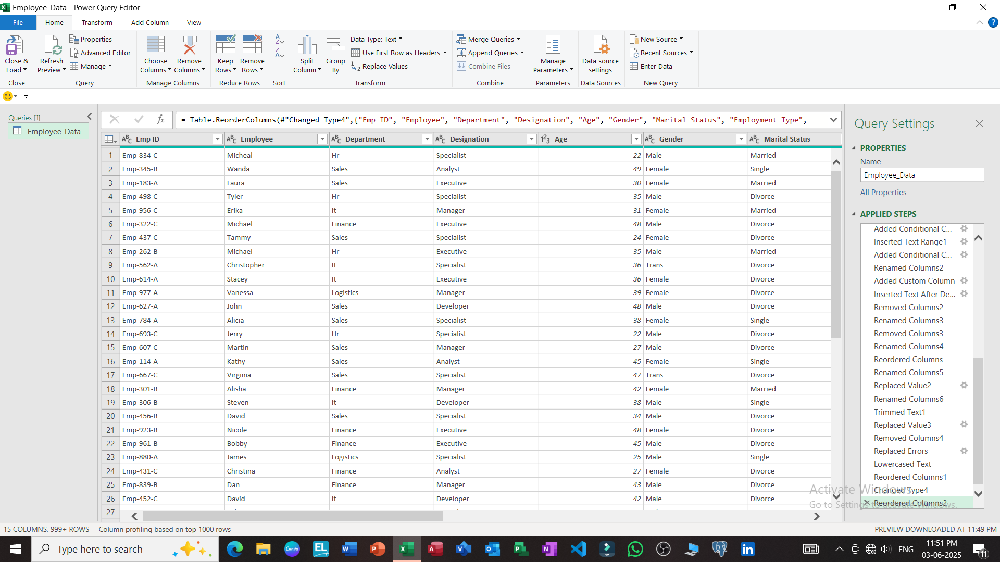 Employee_Data - Power Query Editor
File Home Transform Add Column View
Close & Load
Close
Refresh Preview
Properties
Advanced Editor
Manage
Query
Choose Columns
Remove Columns
Manage Columns
Keep Rows
Remove Rows
Reduce Rows
Sort
Split Column
Group By
Data Type: Text
Use First Row as Headers
Replace Values
Transform
Merge Queries
Append Queries
Combine Files
Combine
Manage Parameters
Parameters
Data source settings
Data Sources
New Source
Recent Sources
Enter Data
New Query
Queries [1]
Employee_Data
fx = Table.ReorderColumns(#"Changed Type4",{"Emp ID", "Employee", "Department", "Designation", "Age", "Gender", "Marital Status", "Employment Type",
Emp ID Employee Department Designation Age Gender Marital Status
1 Emp-834-C Micheal Hr Specialist 22 Male Married
2 Emp-345-B Wanda Sales Analyst 49 Female Single
3 Emp-183-A Laura Sales Executive 30 Female Married
4 Emp-498-C Tyler Hr Specialist 35 Male Divorce
5 Emp-956-C Erika It Manager 31 Female Married
6 Emp-322-C Michael Finance Executive 48 Male Divorce
7 Emp-437-C Tammy Sales Specialist 24 Female Divorce
8 Emp-262-B Michael Hr Executive 35 Male Married
9 Emp-562-A Christopher It Specialist 36 Trans Divorce
10 Emp-614-A Stacey It Executive 36 Female Divorce
11 Emp-977-A Vanessa Logistics Manager 39 Female Divorce
12 Emp-627-A John Sales Developer 48 Male Divorce
13 Emp-784-A Alicia Sales Specialist 38 Female Single
14 Emp-693-C Jerry Hr Specialist 22 Male Divorce
15 Emp-607-C Martin Sales Manager 27 Male Divorce
16 Emp-114-A Kathy Sales Analyst 45 Female Single
17 Emp-667-C Virginia Sales Specialist 47 Trans Divorce
18 Emp-301-B Alisha Finance Manager 42 Female Married
19 Emp-306-B Steven It Developer 38 Male Single
20 Emp-456-B David Sales Specialist 34 Male Divorce
21 Emp-923-B Nicole Finance Executive 48 Female Divorce
22 Emp-961-B Bobby Finance Executive 45 Male Divorce
23 Emp-880-A James Logistics Specialist 25 Male Single
24 Emp-431-C Christina Finance Analyst 27 Female Divorce
25 Emp-839-B Dan Finance Manager 43 Male Divorce
26 Emp-452-C David It Developer 42 Male Divorce
27
Query Settings
PROPERTIES
Name
Employee_Data
All Properties
APPLIED STEPS
Added Conditional C...
Inserted Text Range1
Added Conditional C...
Renamed Columns2
Added Custom Column
Inserted Text After De...
Removed Columns2
Renamed Columns3
Removed Columns3
Renamed Columns4
Reordered Columns
Renamed Columns5
Replaced Value2
Renamed Columns6
Trimmed Text1
Replaced Value3
Removed Columns4
Replaced Errors
Lowercased Text
Reordered Columns1
Changed Type4
Reordered Columns2
Activate Windows
Go to Settings to activate Windows.
15 COLUMNS, 999+ ROWS Column profiling based on top 1000 rows PREVIEW DOWNLOADED AT 11:49 PM
Type here to search
ENG
11:51 PM
03-06-2025
11